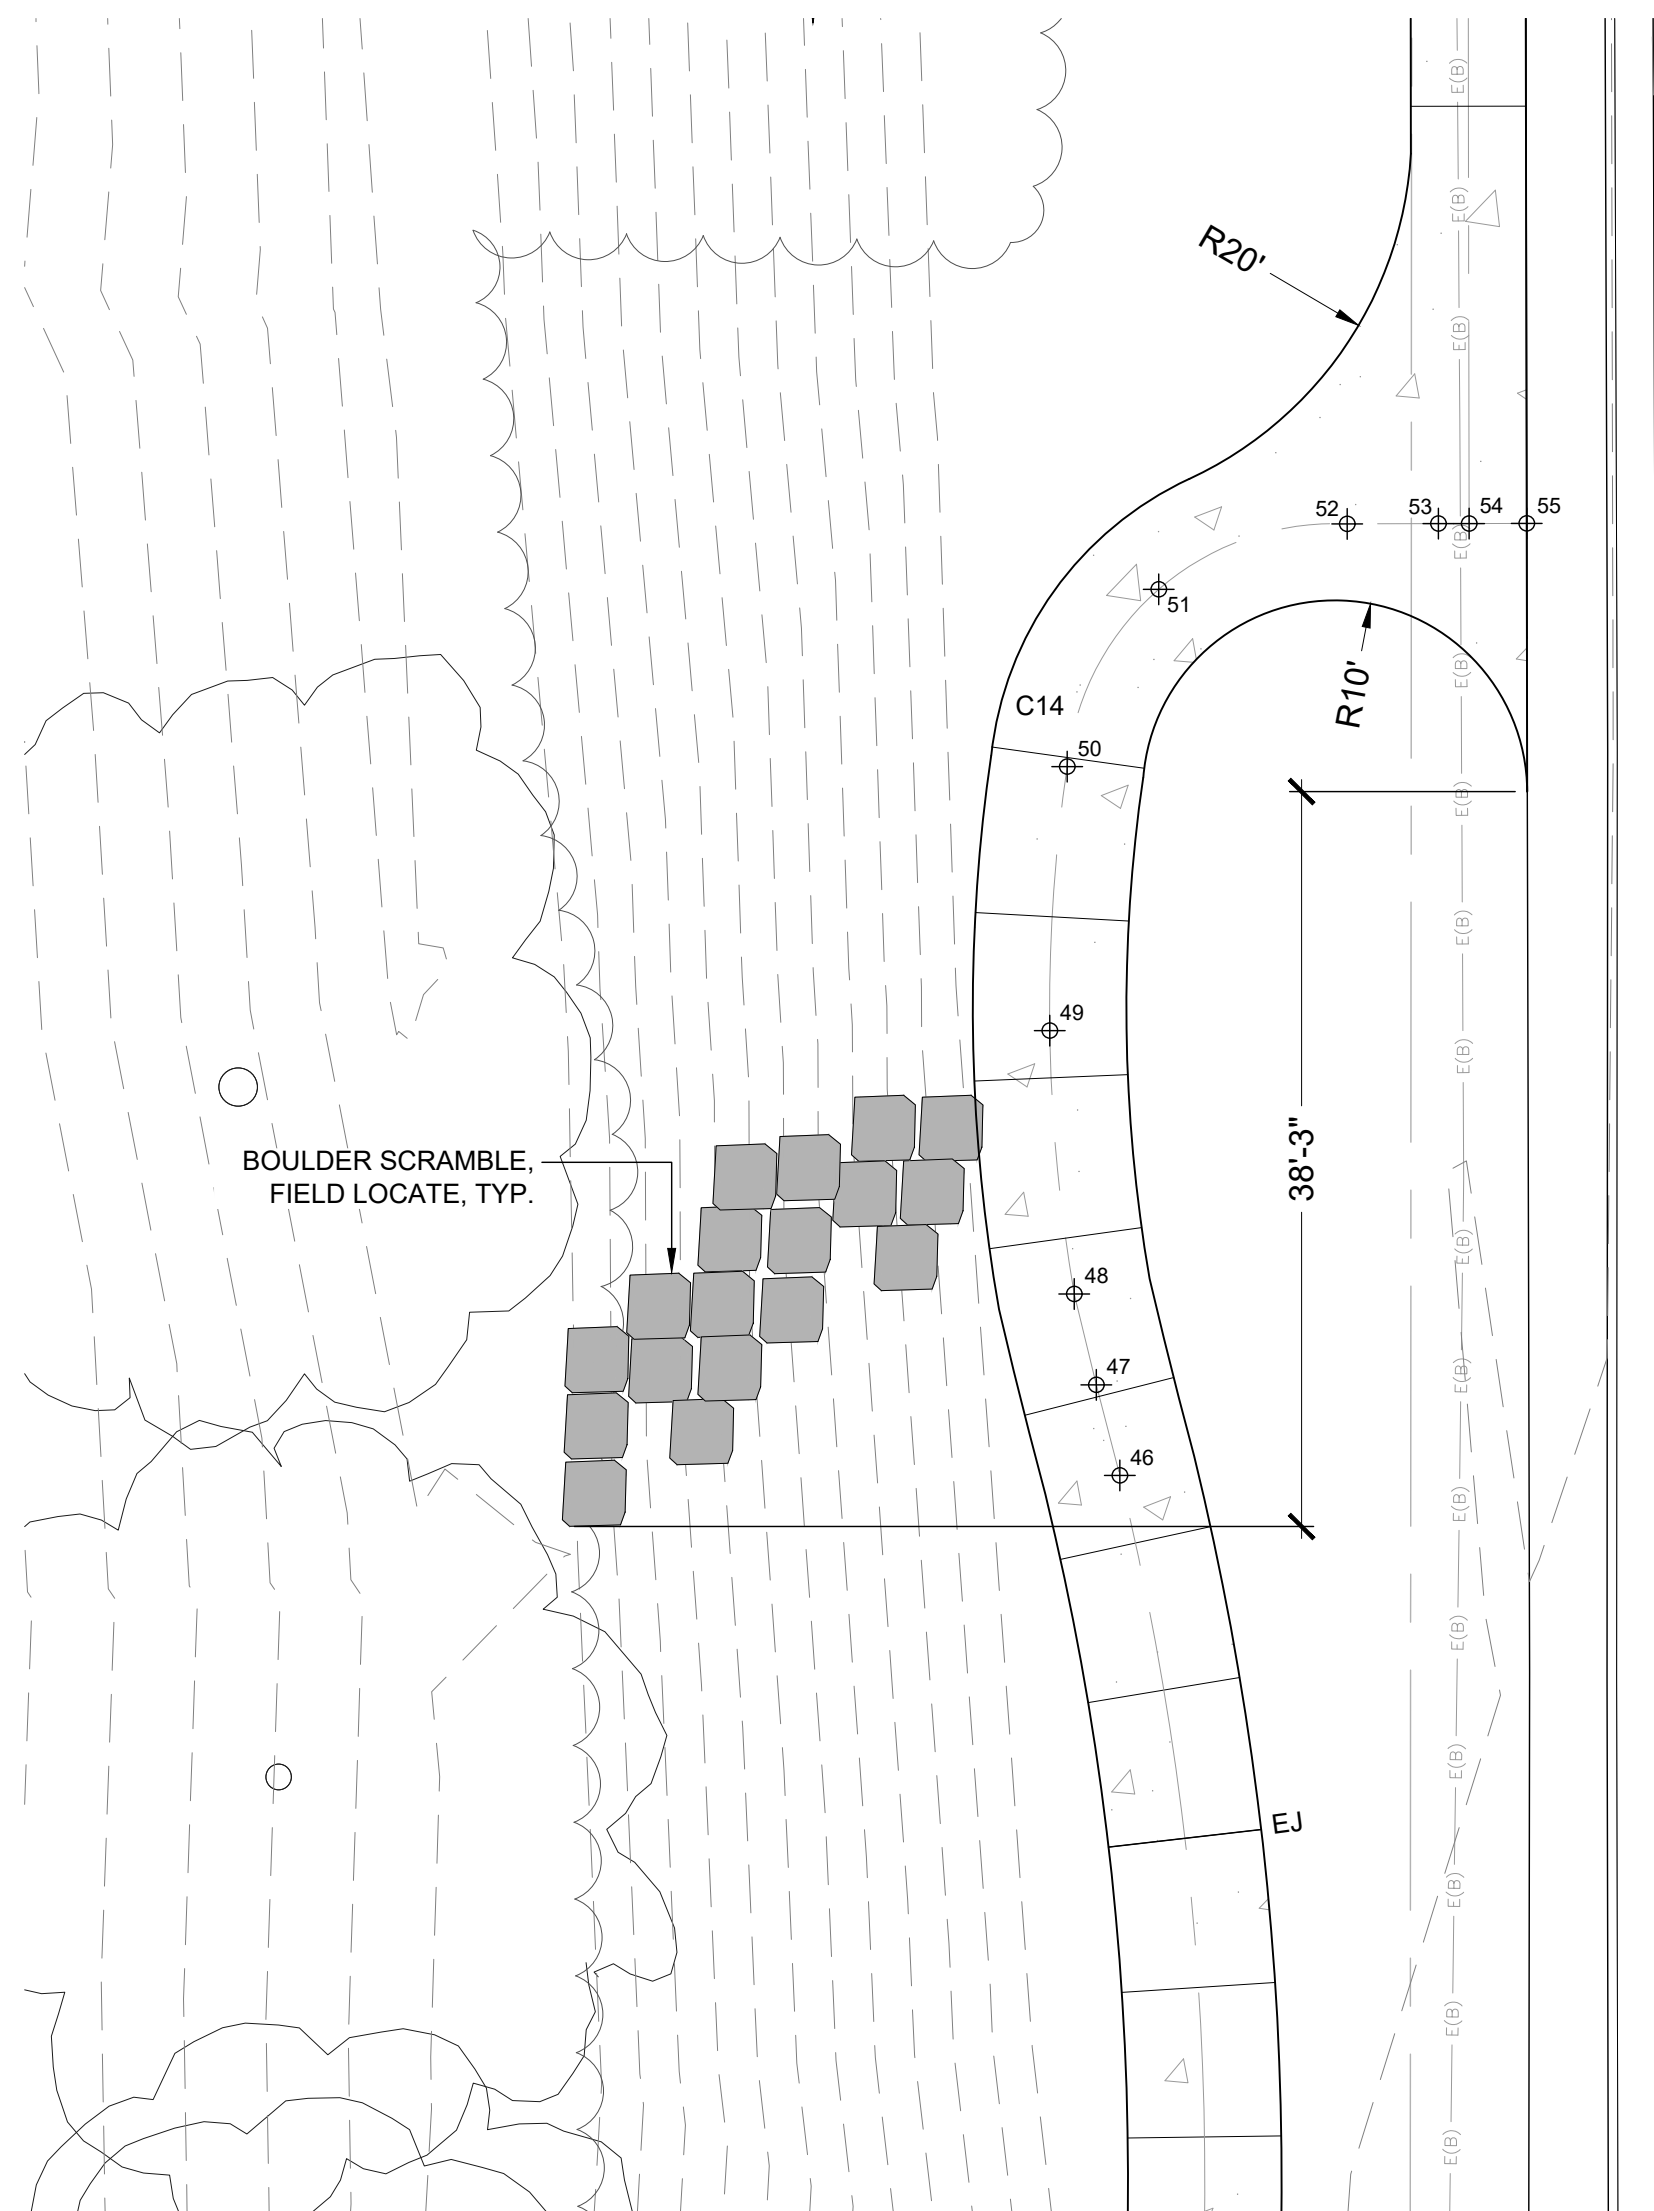 E(B)
E(B)
R20'
E(B)
52
53
54
55
E(B)
51
E(B)
R10'
C14
50
E(B)
E(B)
49
E(B)
38'-3"
BOULDER SCRAMBLE,
FIELD LOCATE, TYP.
E(B)
48
47
E(B)
46
E(B)
E(B)
E(B)
EJ
E(B)
E(B)
E(B)